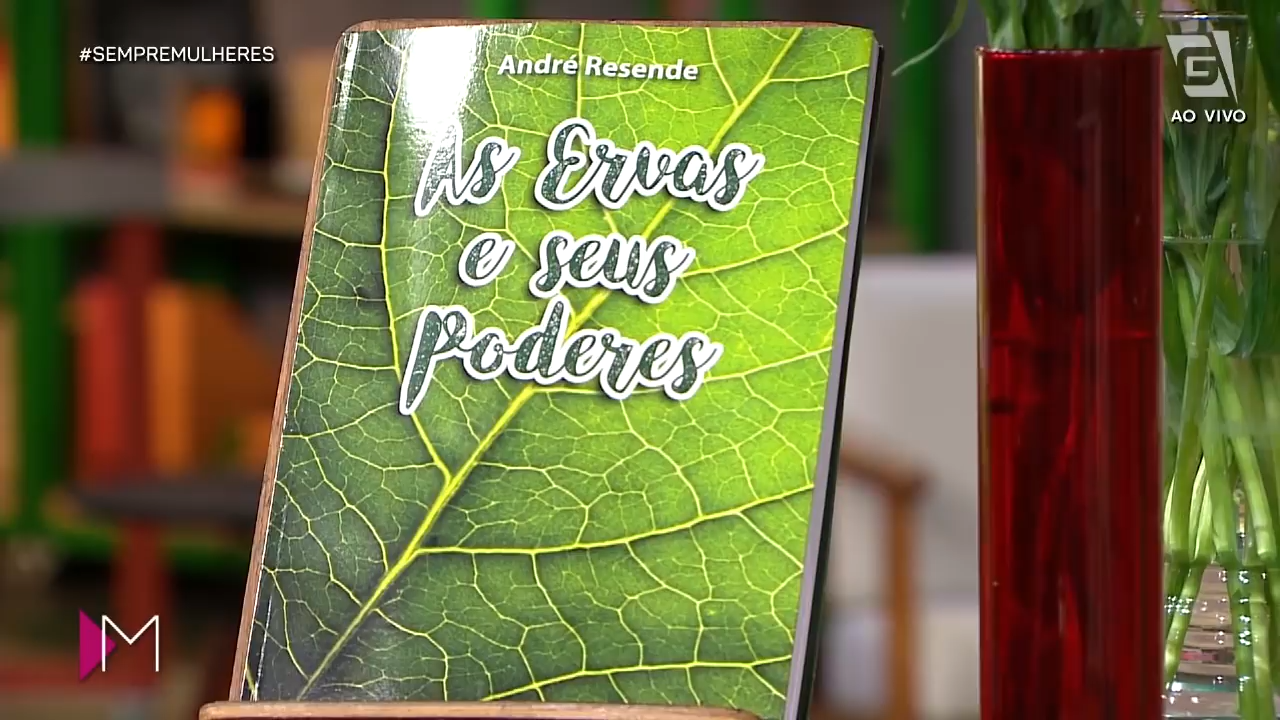 #SEMPREMULHERES
G
AO VIVO
André Resende
As Ervas
e seus
Poderes
M